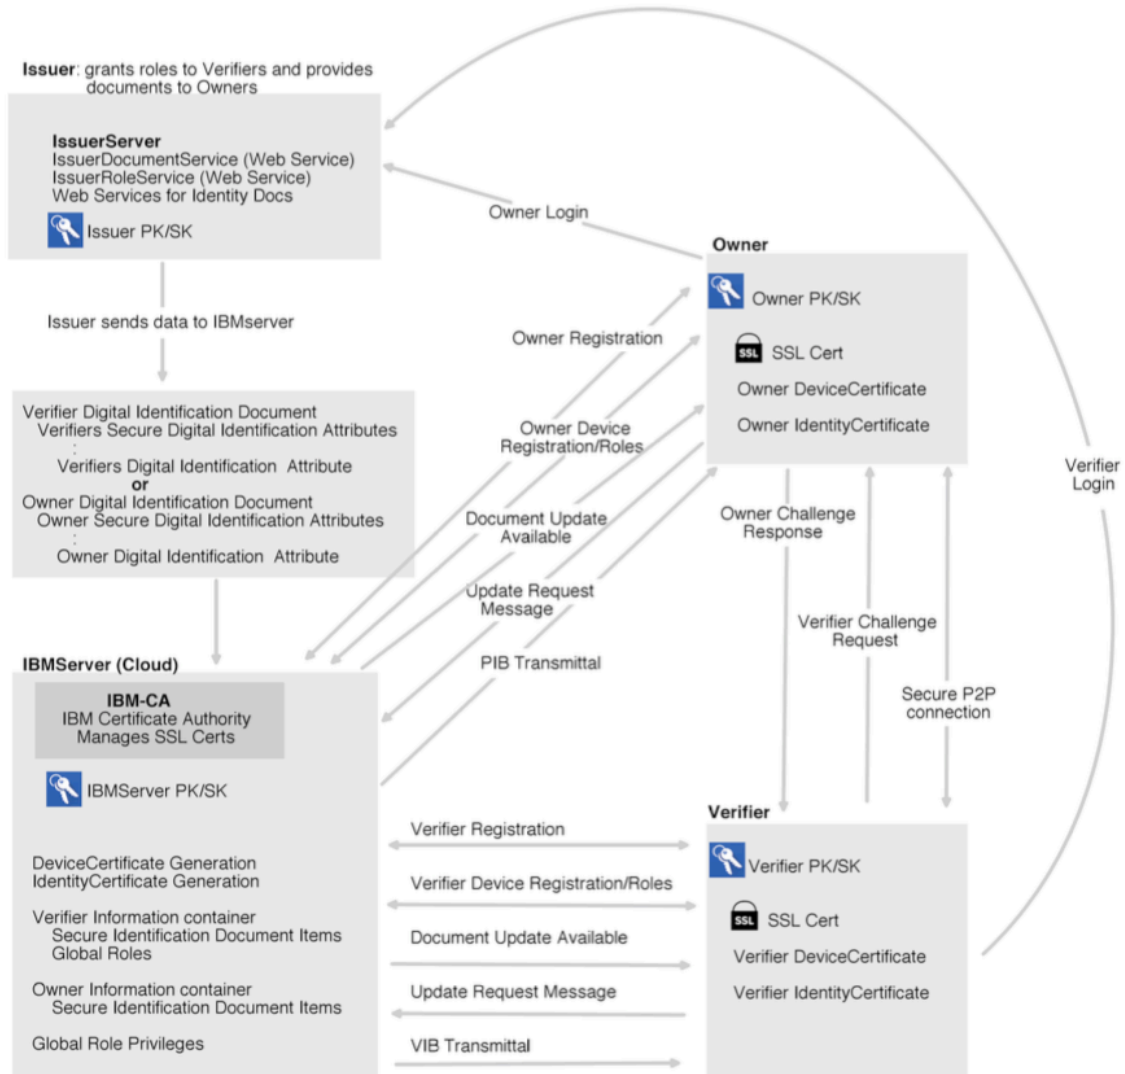 Issuer: grants roles to Verifiers and provides
documents to Owners
IssuerServer
IssuerDocumentService (Web Service)
IssuerRoleService (Web Service)
Web Services for Identity Docs
Issuer PK/SK
Owner Login
Owner
Owner PK/SK
SSL
SSL Cert
Owner DeviceCertificate
Owner IdentityCertificate
Issuer sends data to IBMserver
Owner Registration
Verifier Digital Identification Document
Verifiers Secure Digital Identification Attributes
:
Verifiers Digital Identification Attribute
or
Owner Digital Identification Document
Owner Secure Digital Identification Attributes
:
Owner Digital Identification Attribute
Owner Device
Registration/Roles
Document Update
Available
Update Request
Message
PIB Transmittal
Owner Challenge
Response
Verifier Challenge
Request
Secure P2P
connection
Verifier
Login
IBMServer (Cloud)
IBM-CA
IBM Certificate Authority
Manages SSL Certs
IBMServer PK/SK
DeviceCertificate Generation
IdentityCertificate Generation
Verifier Information container
Secure Identification Document Items
Global Roles
Owner Information container
Secure Identification Document Items
Global Role Privileges
Verifier Registration
Verifier Device Registration/Roles
Document Update Available
Update Request Message
VIB Transmittal
Verifier
Verifier PK/SK
SSL
SSL Cert
Verifier DeviceCertificate
Verifier IdentityCertificate